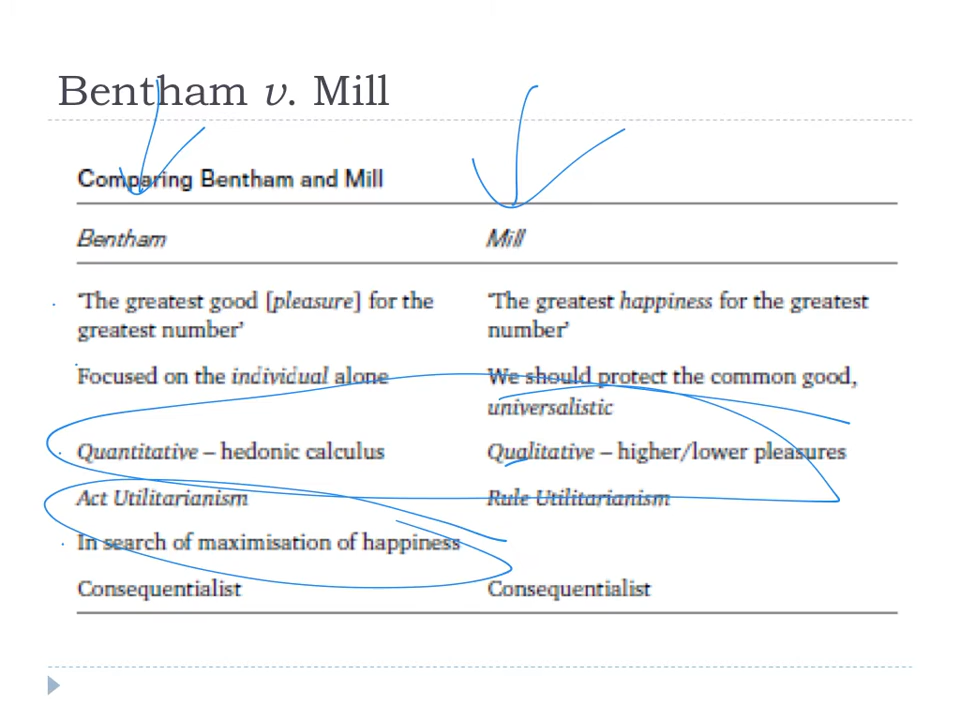 Bentham v. Mill
Comparing Bentham and Mill
Bentham
Mill
'The greatest good [pleasure] for the
greatest number'
'The greatest happiness for the greatest
number'
Focused on the individual alone
We should protect the common good,
universalistic
Quantitative – hedonic calculus
Qualitative – higher/lower pleasures
Act Utilitarianism
Rule Utilitarianism
In search of maximisation of happiness
Consequentialist
Consequentialist